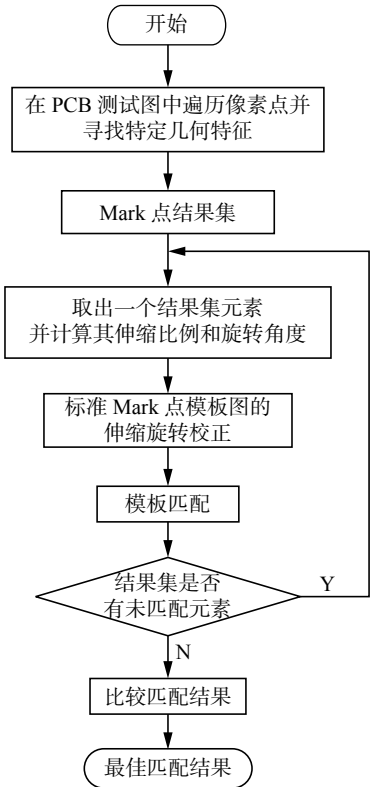 开始
在 PCB 测试图中遍历像素点并
寻找特定几何特征
Mark 点结果集
取出一个结果集元素
并计算其伸缩比例和旋转角度
标准 Mark 点模板图的
伸缩旋转校正
模板匹配
结果集是否
有未匹配元素
Y
N
比较匹配结果
最佳匹配结果